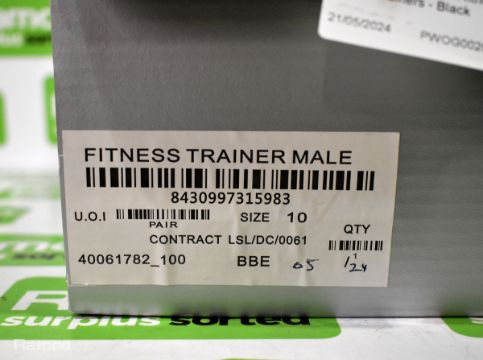 ners - Black
21/05/2024
PWOG002
FITNESS TRAINER MALE
8430997315983
U.O.I
PAIR
SIZE 10
QTY
CONTRACT LSL/DC/0061
40061782_100
BBE 05 1/24
surplus sorted
Ramco